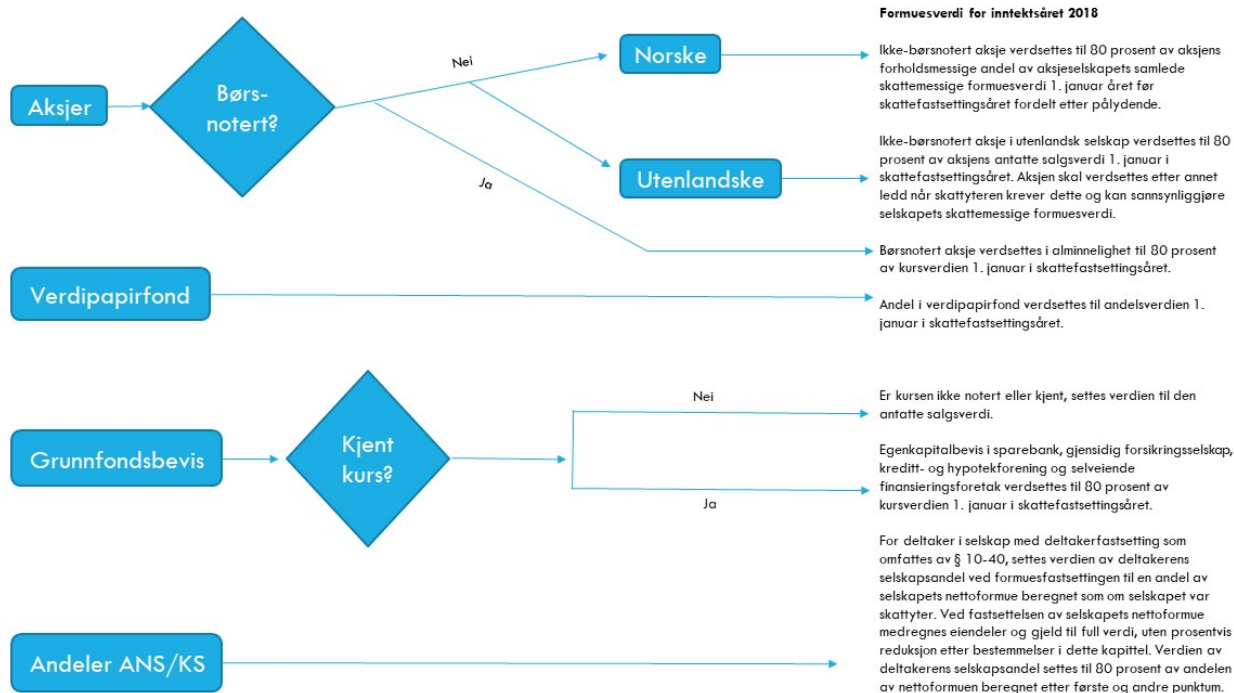 Formuesverdi for inntektsåret 2018
Aksjer
Børs-
notert?
Nei
Norske
Ikke-børsnotert aksje verdsettes til 80 prosent av aksjens
forholdsmessige andel av aksjeselskapets samlede
skattemessige formuesverdi 1. januar året før
skattefastsettingsåret fordelt etter pålydende.
Utenlandske
Ikke-børsnotert aksje i utenlandsk selskap verdsettes til 80
prosent av aksjens antatte salgsverdi 1. januar i
skattefastsettingsåret. Aksjen skal verdsettes etter annet
ledd når skattyteren krever dette og kan sannsynliggjøre
selskapets skattemessige formuesverdi.
Ja
Børsnotert aksje verdsettes i alminnelighet til 80 prosent
av kursverdien 1. januar i skattefastsettingsåret.
Verdipapirfond
Andel i verdipapirfond verdsettes til andelsverdien 1.
januar i skattefastsettingsåret.
Grunnfondsbevis
Kjent
kurs?
Nei
Er kursen ikke notert eller kjent, settes verdien til den
antatte salgsverdi.
Ja
Egenkapitalbevis i sparebank, gjensidig forsikringsselskap,
kreditt- og hypotekforening og selveiende
finansieringsforetak verdsettes til 80 prosent av
kursverdien 1. januar i skattefastsettingsåret.
Andeler ANS/KS
For deltaker i selskap med deltakerfastsetting som
omfattes av § 10-40, settes verdien av deltakerens
selskapsandel ved formuesfastsettingen til en andel av
selskapets nettoformue beregnet som om selskapet var
skattyter. Ved fastsettelsen av selskapets nettoformue
medregnes eiendeler og gjeld til full verdi, uten prosentvis
reduksjon etter bestemmelser i dette kapittel. Verdien av
deltakerens selskapsandel settes til 80 prosent av andelen
av nettoformuen beregnet etter første og andre punktum.